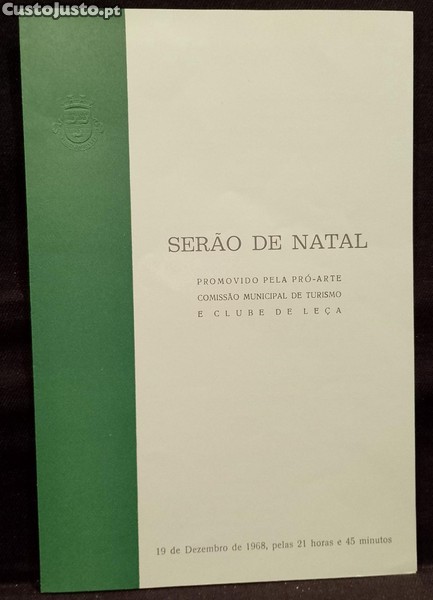 CustoJusto.pt
SERÃO DE NATAL
PROMOVIDO PELA PRÓ-ARTE
COMISSÃO MUNICIPAL DE TURISMO
E CLUBE DE LEÇA
19 de Dezembro de 1968, pelas 21 horas e 45 minutos